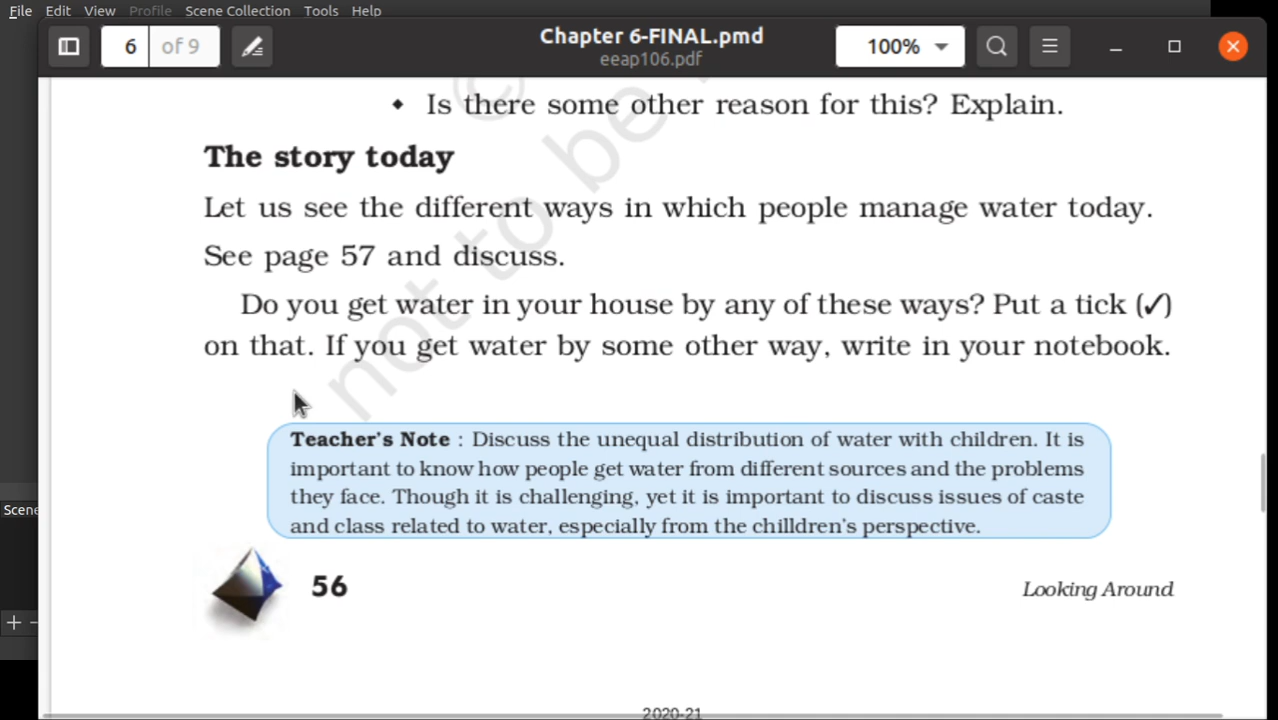 File Edit View Profile Scene Collection Tools Help
6 of 9
Chapter 6-FINAL.pmd
eeap106.pdf
100%
◆ Is there some other reason for this? Explain.
The story today
Let us see the different ways in which people manage water today.
See page 57 and discuss.
Do you get water in your house by any of these ways? Put a tick (✓)
on that. If you get water by some other way, write in your notebook.
Teacher's Note : Discuss the unequal distribution of water with children. It is
important to know how people get water from different sources and the problems
they face. Though it is challenging, yet it is important to discuss issues of caste
and class related to water, especially from the chilldren's perspective.
56
Looking Around
2020-21
© not to be
Scene